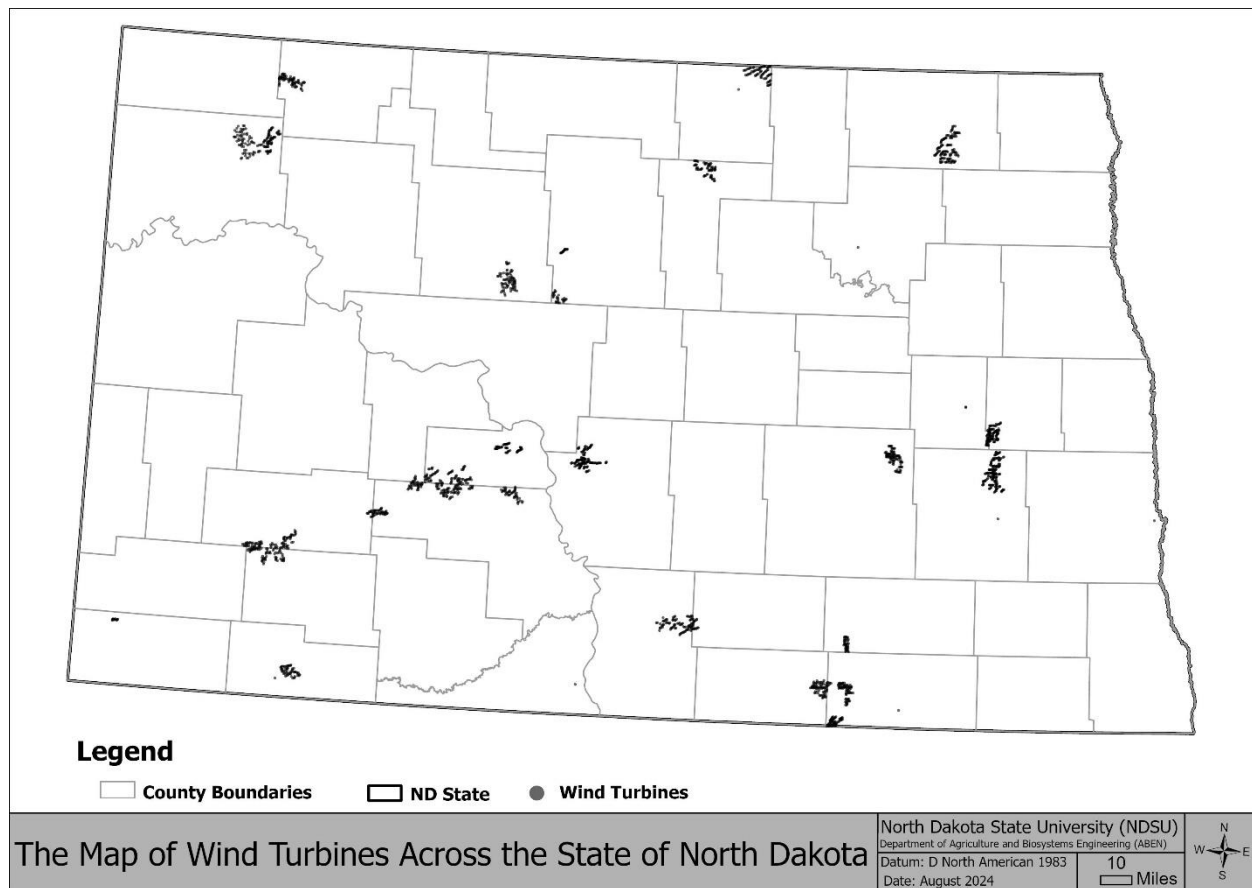 Legend
County Boundaries
ND State
Wind Turbines
The Map of Wind Turbines Across the State of North Dakota
North Dakota State University (NDSU)
Department of Agriculture and Biosystems Engineering (ABEN)
Datum: D North American 1983
Date: August 2024
10
Miles
N
W
E
S